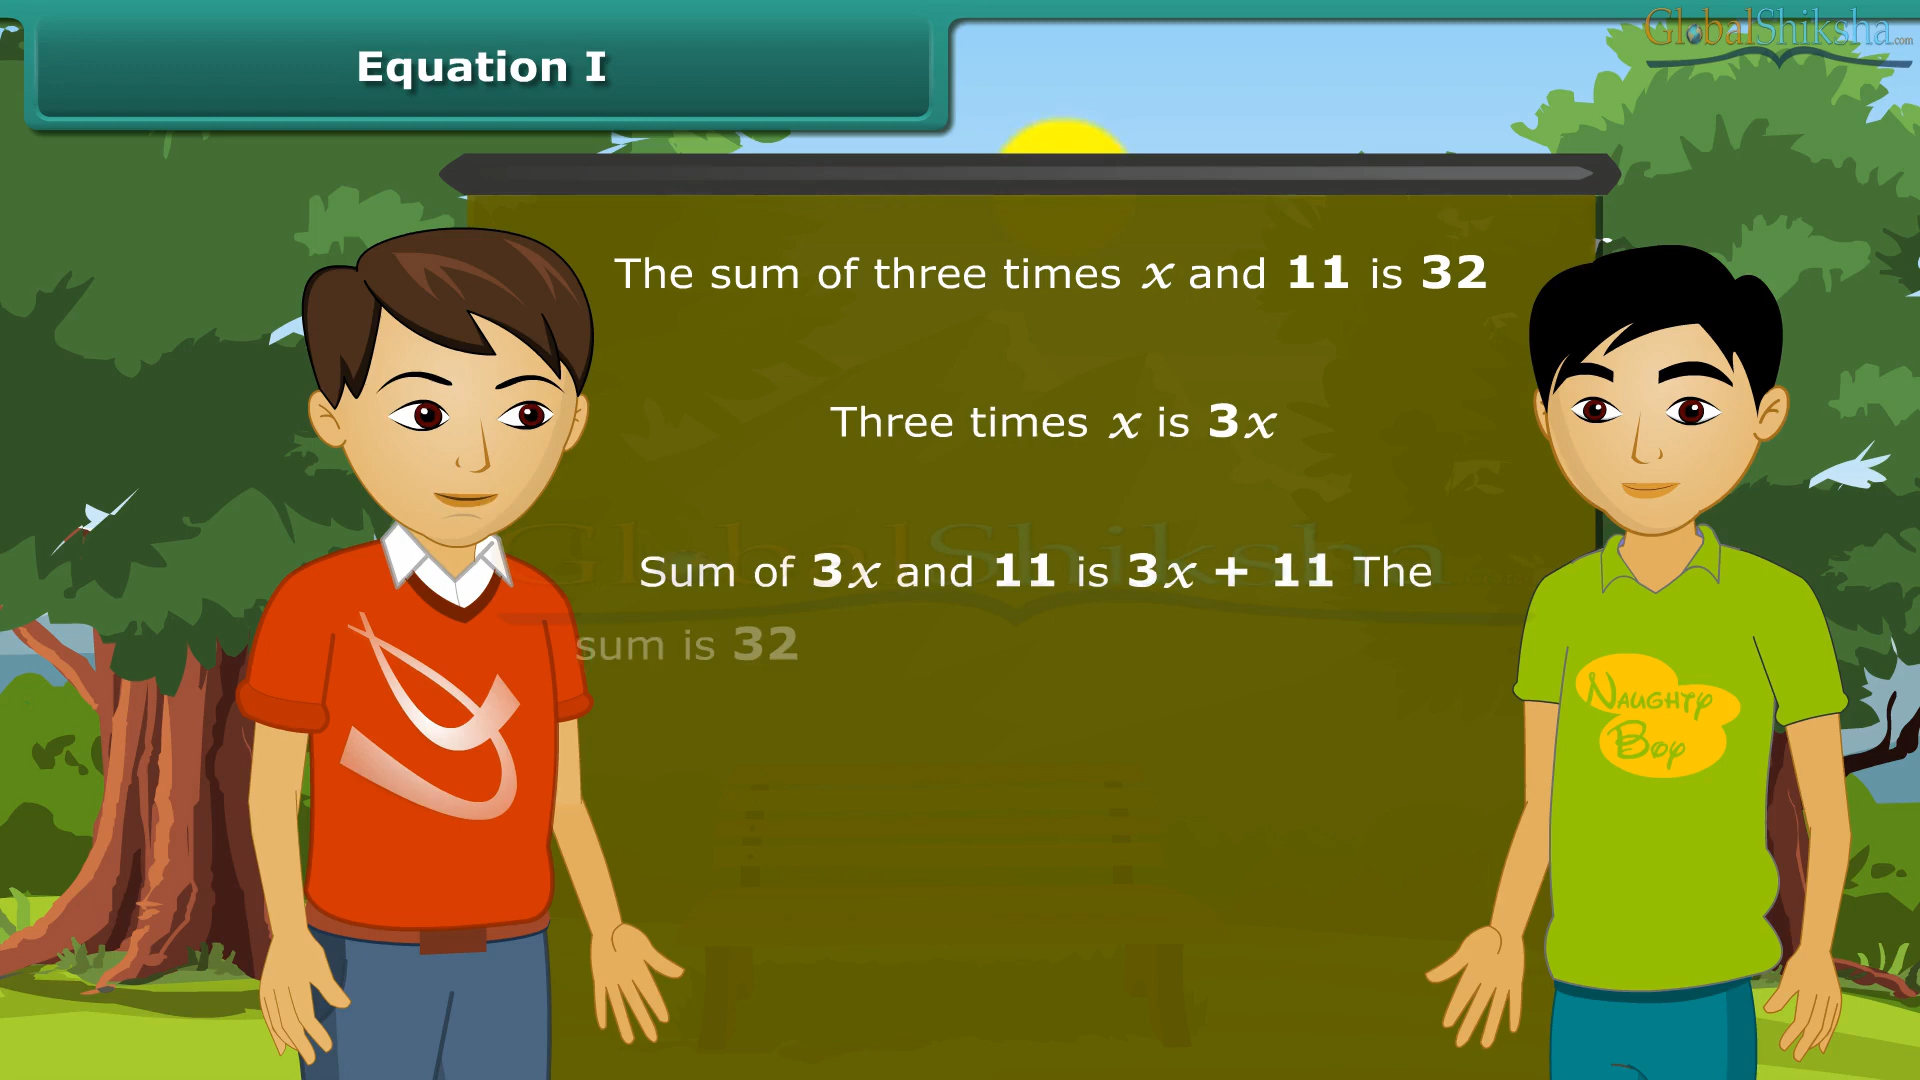 Equation I
GlobalShiksha.com
The sum of three times x and 11 is 32
Three times x is 3x
Sum of 3x and 11 is 3x + 11 The
sum is 32
GlobalShiksha
Naughty
Boy